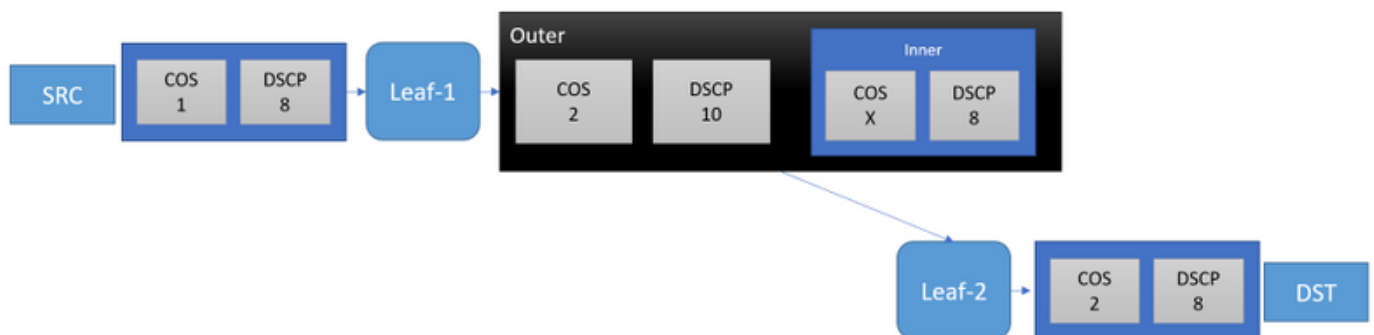 SRC
COS
1
DSCP
8
Leaf-1
Outer
COS
2
DSCP
10
Inner
COS
X
DSCP
8
Leaf-2
COS
2
DSCP
8
DST